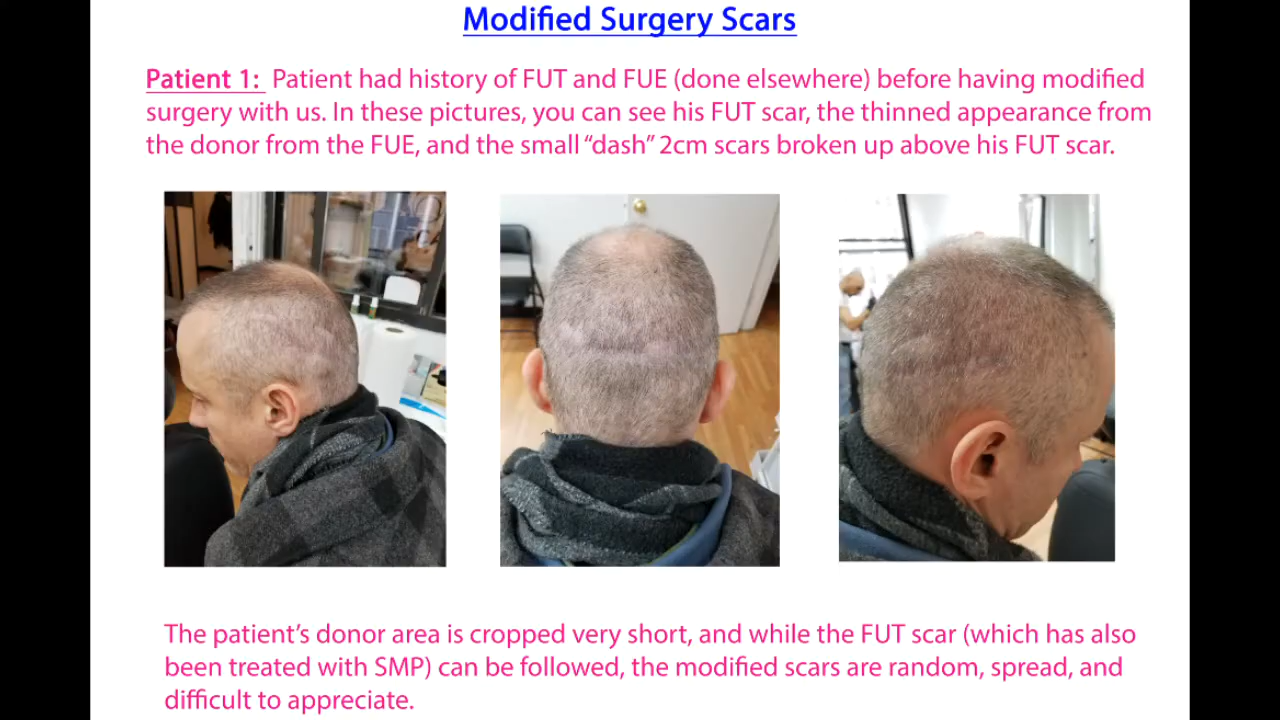 Modified Surgery Scars
Patient 1: Patient had history of FUT and FUE (done elsewhere) before having modified
surgery with us. In these pictures, you can see his FUT scar, the thinned appearance from
the donor from the FUE, and the small “dash” 2cm scars broken up above his FUT scar.
The patient’s donor area is cropped very short, and while the FUT scar (which has also
been treated with SMP) can be followed, the modified scars are random, spread, and
difficult to appreciate.